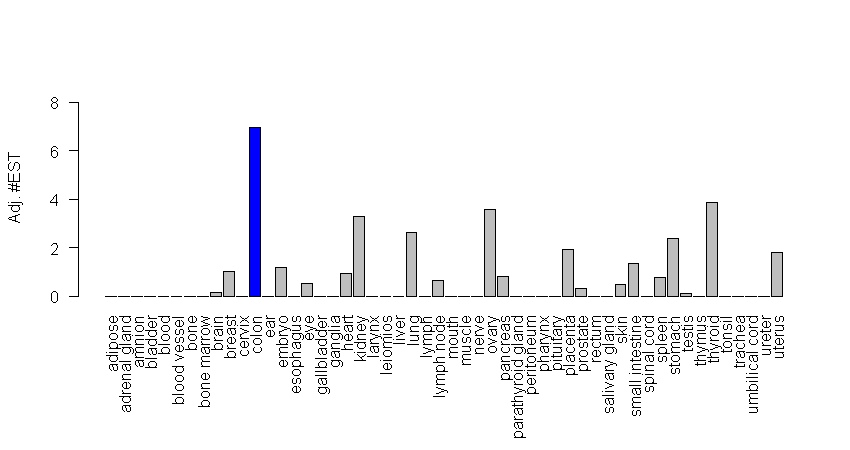 Adj. #EST
8
6
4
2
0
adipose
adrenal gland
amnion
bladder
blood
blood vessel
bone
bone marrow
brain
breast
cervix
colon
ear
embryo
esophagus
eye
gallbladder
ganglia
heart
kidney
larynx
leiomios
liver
lung
lymph
lymph node
mouth
muscle
nerve
ovary
pancreas
parathyroid gland
peritoneum
pharynx
pituitary
placenta
prostate
rectum
salivary gland
skin
small intestine
spinal cord
spleen
stomach
testis
thymus
thyroid
tonsil
trachea
umbilical cord
ureter
uterus